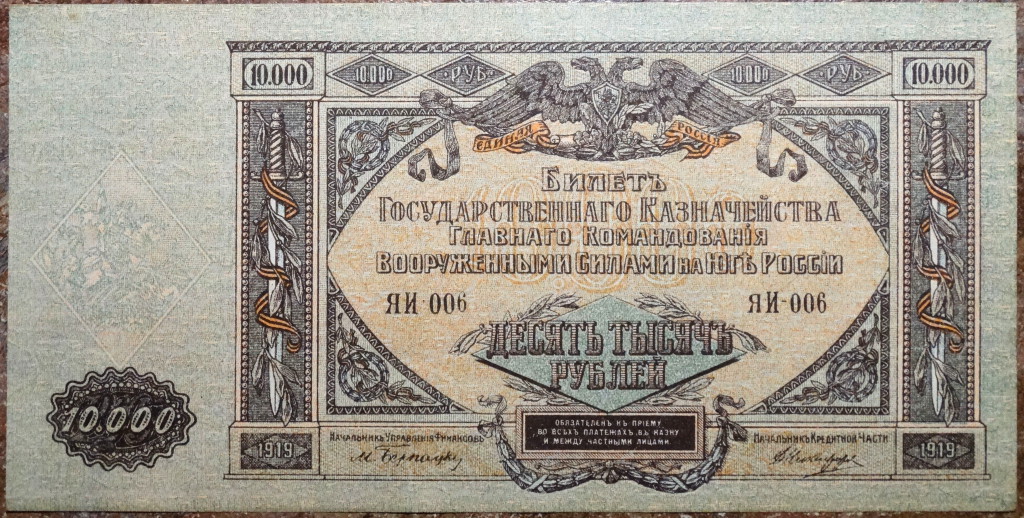 10.000 10.000 РУБ 10.000 РУБ 10.000
ЕДИНАЯ РОССІЯ
БИЛЕТЪ
ГОСУДАРСТВЕННАГО КАЗНАЧЕЙСТВА
ГЛАВНАГО КОМАНДОВАНІЯ
ВООРУЖЕННЫМИ СИЛАМИ НА ЮГѢ РОССІИ
ЯИ-006 ЯИ-006
ДЕСЯТЬ ТЫСЯЧЪ
РУБЛЕЙ
10.000
ОБЯЗАТЕЛЕН КЪ ПРІЕМУ
ВО ВСѢХЪ ПЛАТЕЖАХЪ, ВЪ КАЗНУ
И МЕЖДУ ЧАСТНЫМИ ЛИЦАМИ.
1919 НАЧАЛЬНИКЪ УПРАВЛЕНІЯ ФИНАНСОВЪ НАЧАЛЬНИК КРЕДИТНОЙ ЧАСТИ 1919